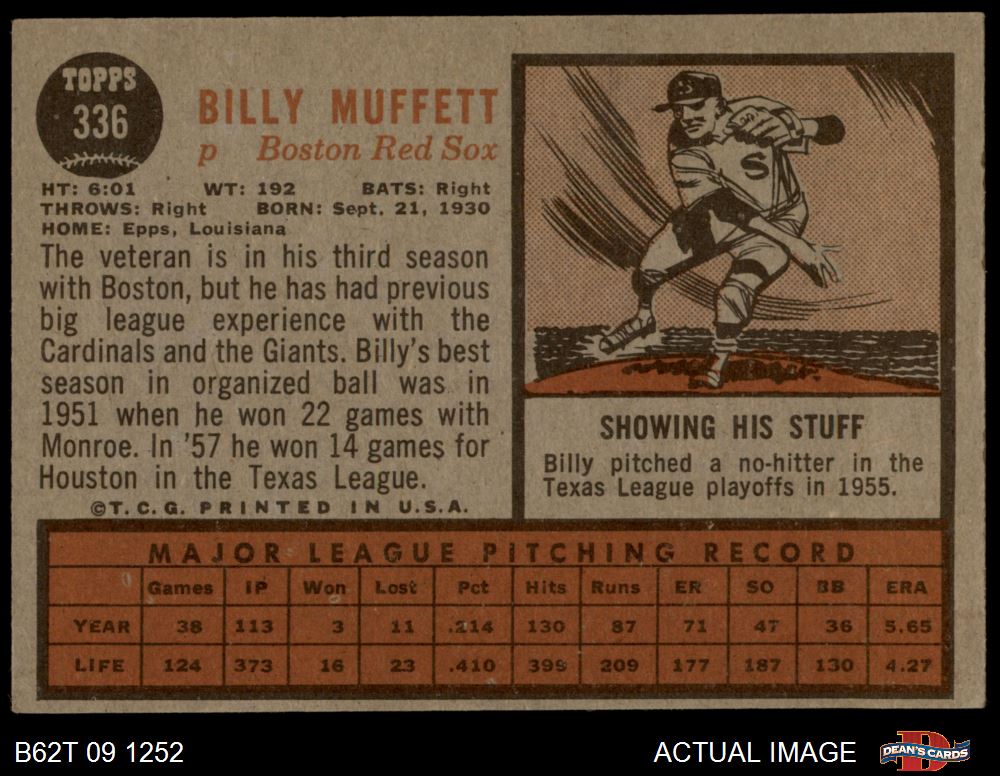 TOPPS
336
BILLY MUFFETT
p Boston Red Sox
HT: 6:01 WT: 192 BATS: Right
THROWS: Right BORN: Sept. 21, 1930
HOME: Epps, Louisiana
The veteran is in his third season
with Boston, but he has had previous
big league experience with the
Cardinals and the Giants. Billy's best
season in organized ball was in
1951 when he won 22 games with
Monroe. In '57 he won 14 games for
Houston in the Texas League.
©T. C. G. PRINTED IN U.S.A.
S
S
SHOWING HIS STUFF
Billy pitched a no-hitter in the
Texas League playoffs in 1955.
MAJOR LEAGUE PITCHING RECORD
Games IP Won Lost Pct Hits Runs ER SO BB ERA
YEAR 38 113 3 11 .214 130 87 71 47 36 5.65
LIFE 124 373 16 23 .410 399 209 177 187 130 4.27
B62T 09 1252
ACTUAL IMAGE
D
DEAN'S CARDS